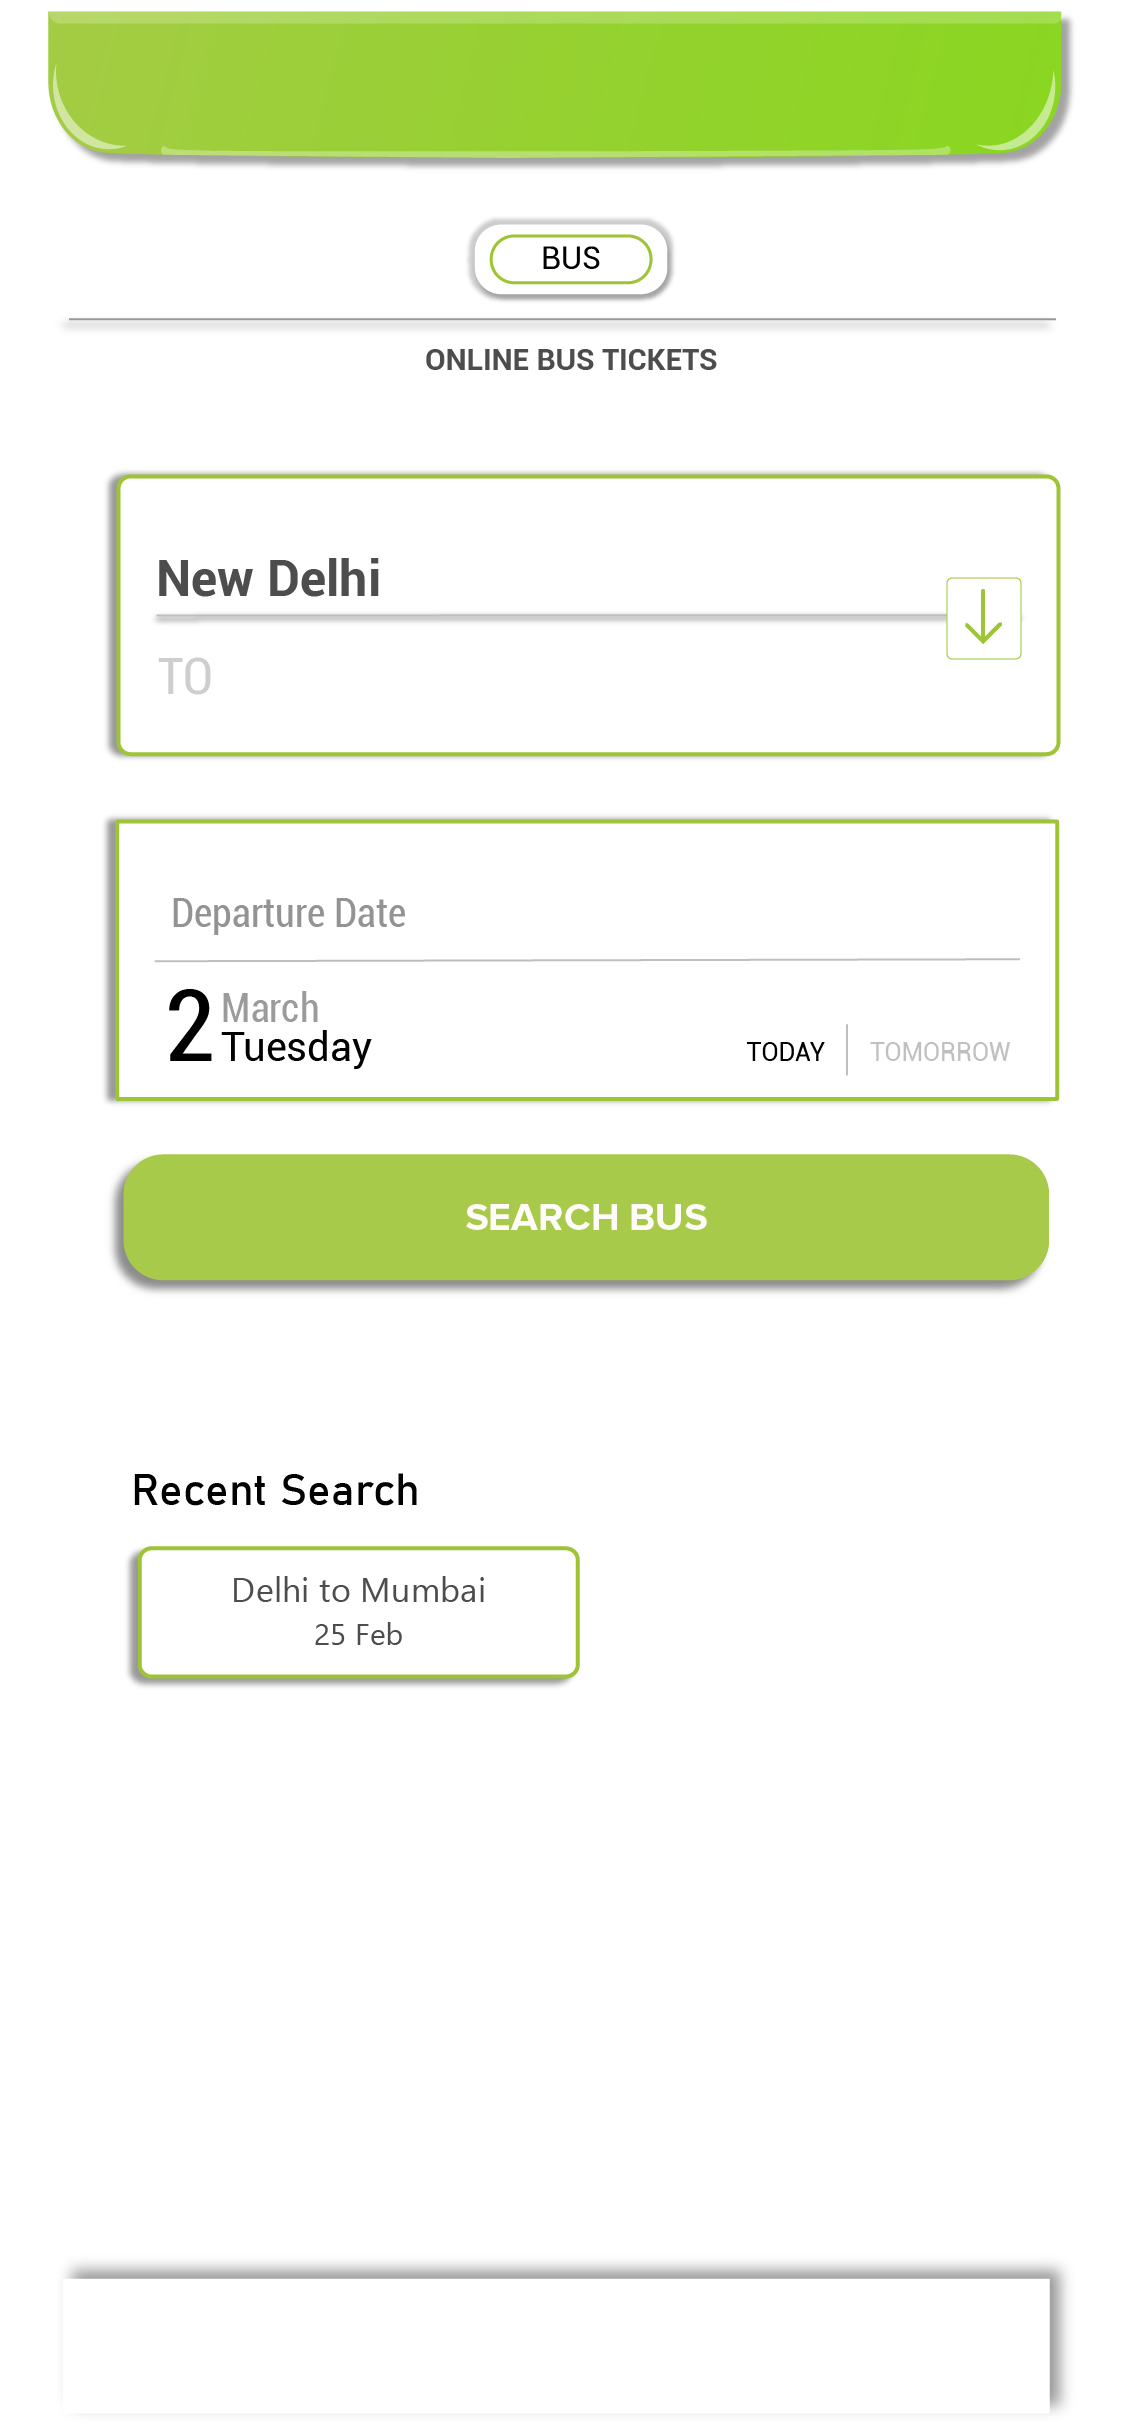 BUS
ONLINE BUS TICKETS
New Delhi
TO
Departure Date
2 March
Tuesday
TODAY TOMORROW
SEARCH BUS
Recent Search
Delhi to Mumbai
25 Feb